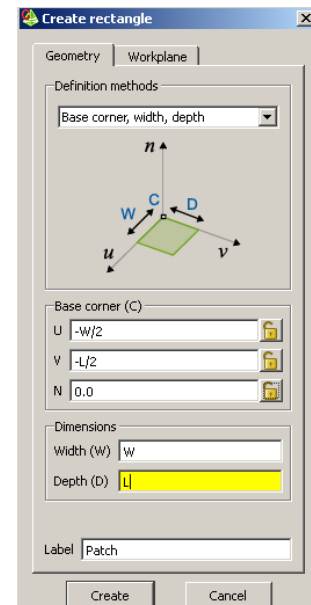 Create rectangle
Geometry Workplane
Definition methods
Base corner, width, depth
n
C
W D
u v
Base corner (C)
U -W/2
V -L/2
N 0.0
Dimensions
Width (W) W
Depth (D) L
Label Patch
Create Cancel